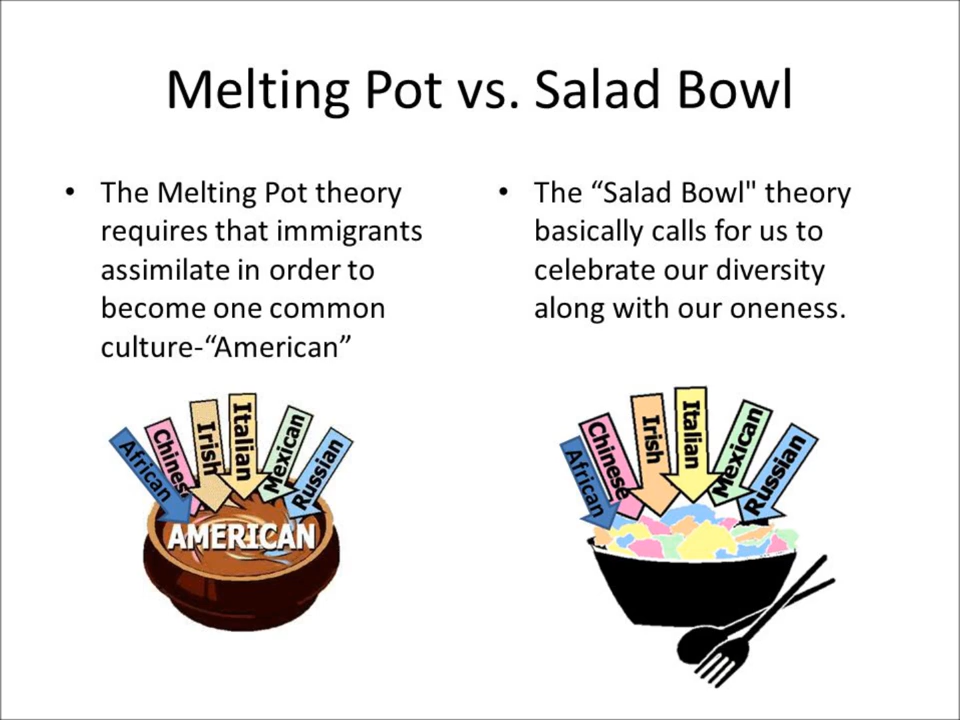 Melting Pot vs. Salad Bowl
• The Melting Pot theory
requires that immigrants
assimilate in order to
become one common
culture-“American”
• The “Salad Bowl" theory
basically calls for us to
celebrate our diversity
along with our oneness.
African
Chinese
Irish
Italian
Mexican
Russian
AMERICAN
African
Chinese
Irish
Italian
Mexican
Russian